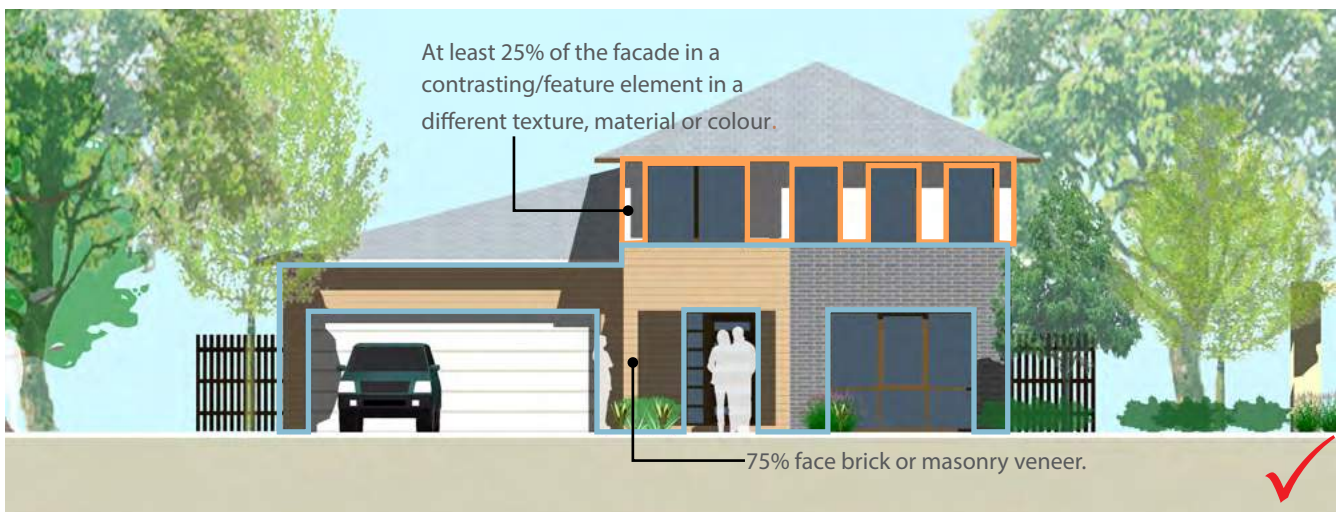 At least 25% of the facade in a
contrasting/feature element in a
different texture, material or colour.
75% face brick or masonry veneer.